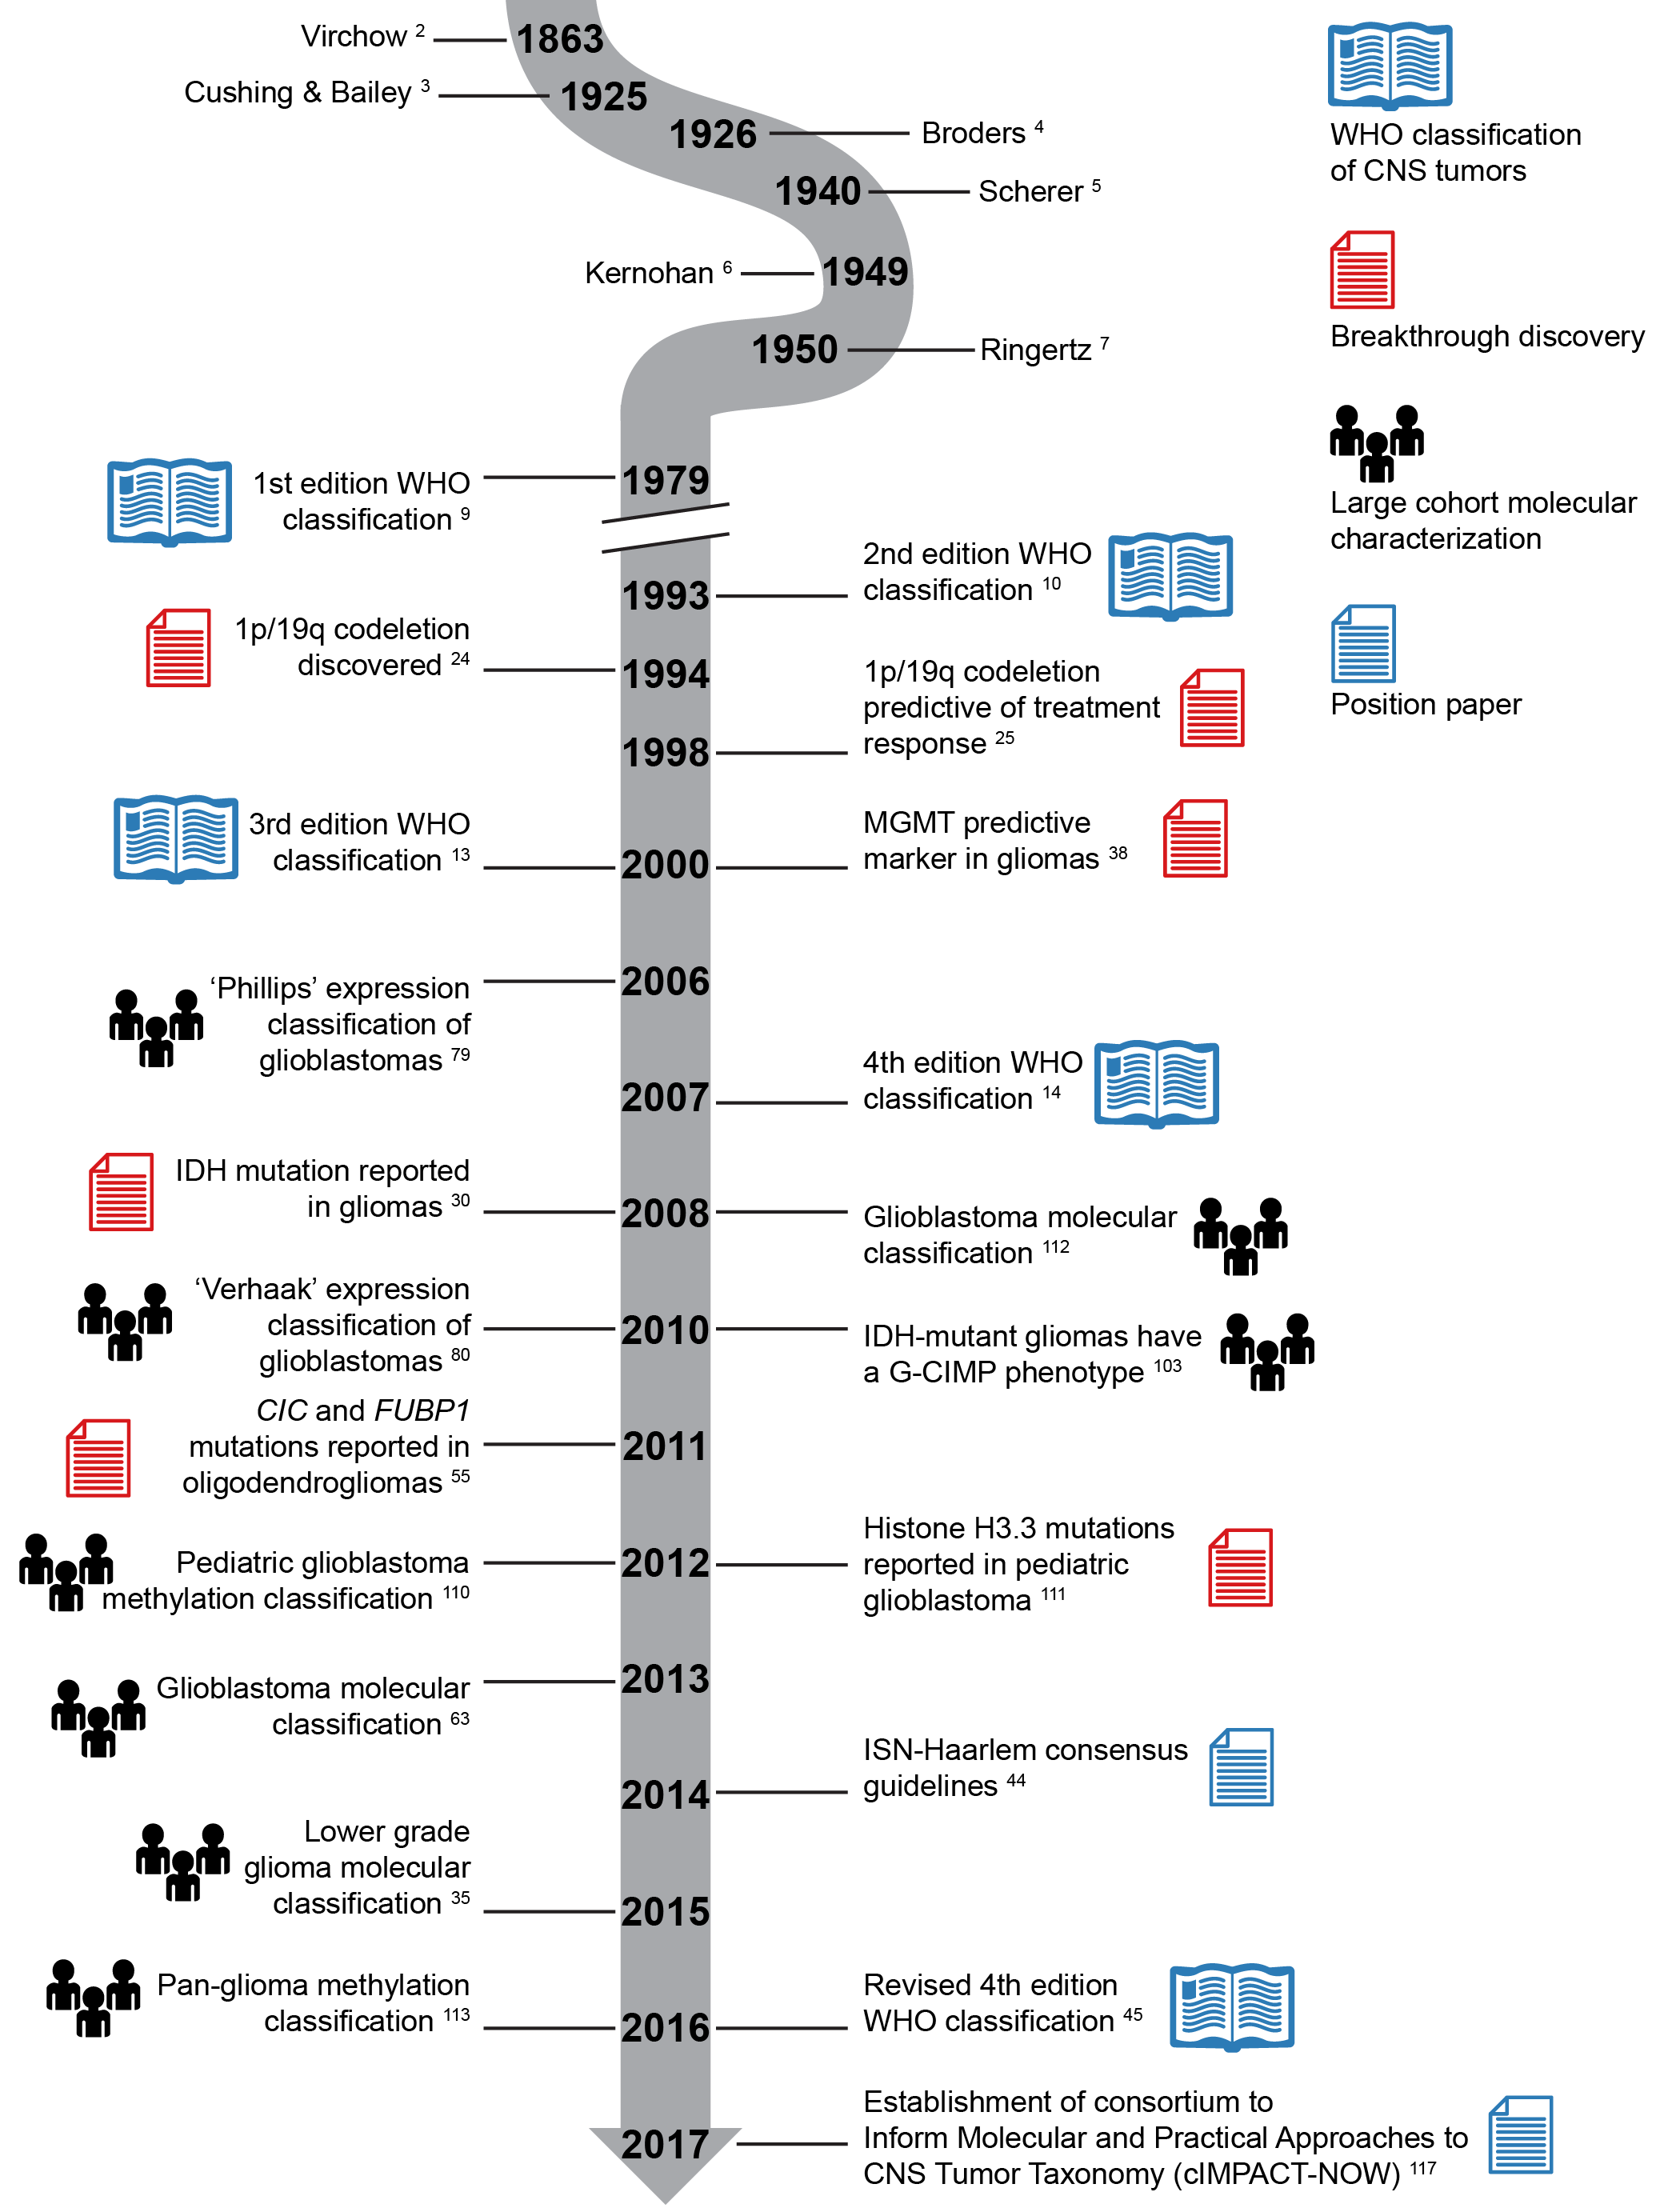 Virchow 2
1863
Cushing & Bailey 3
1925
1926
Broders 4
1940
Scherer 5
Kernohan 6
1949
1950
Ringertz 7
WHO classification
of CNS tumors
Breakthrough discovery
Large cohort molecular
characterization
Position paper
1st edition WHO
classification 9
1979
1993
2nd edition WHO
classification 10
1p/19q codeletion
discovered 24
1994
1998
1p/19q codeletion
predictive of treatment
response 25
3rd edition WHO
classification 13
2000
MGMT predictive
marker in gliomas 38
‘Phillips’ expression
classification of
glioblastomas 79
2006
2007
4th edition WHO
classification 14
IDH mutation reported
in gliomas 30
2008
Glioblastoma molecular
classification 112
‘Verhaak’ expression
classification of
glioblastomas 80
2010
IDH-mutant gliomas have
a G-CIMP phenotype 103
CIC and FUBP1
mutations reported in
oligodendrogliomas 55
2011
Pediatric glioblastoma
methylation classification 110
2012
Histone H3.3 mutations
reported in pediatric
glioblastoma 111
Glioblastoma molecular
classification 63
2013
2014
ISN-Haarlem consensus
guidelines 44
Lower grade
glioma molecular
classification 35
2015
Pan-glioma methylation
classification 113
2016
Revised 4th edition
WHO classification 45
2017
Establishment of consortium to
Inform Molecular and Practical Approaches to
CNS Tumor Taxonomy (cIMPACT-NOW) 117